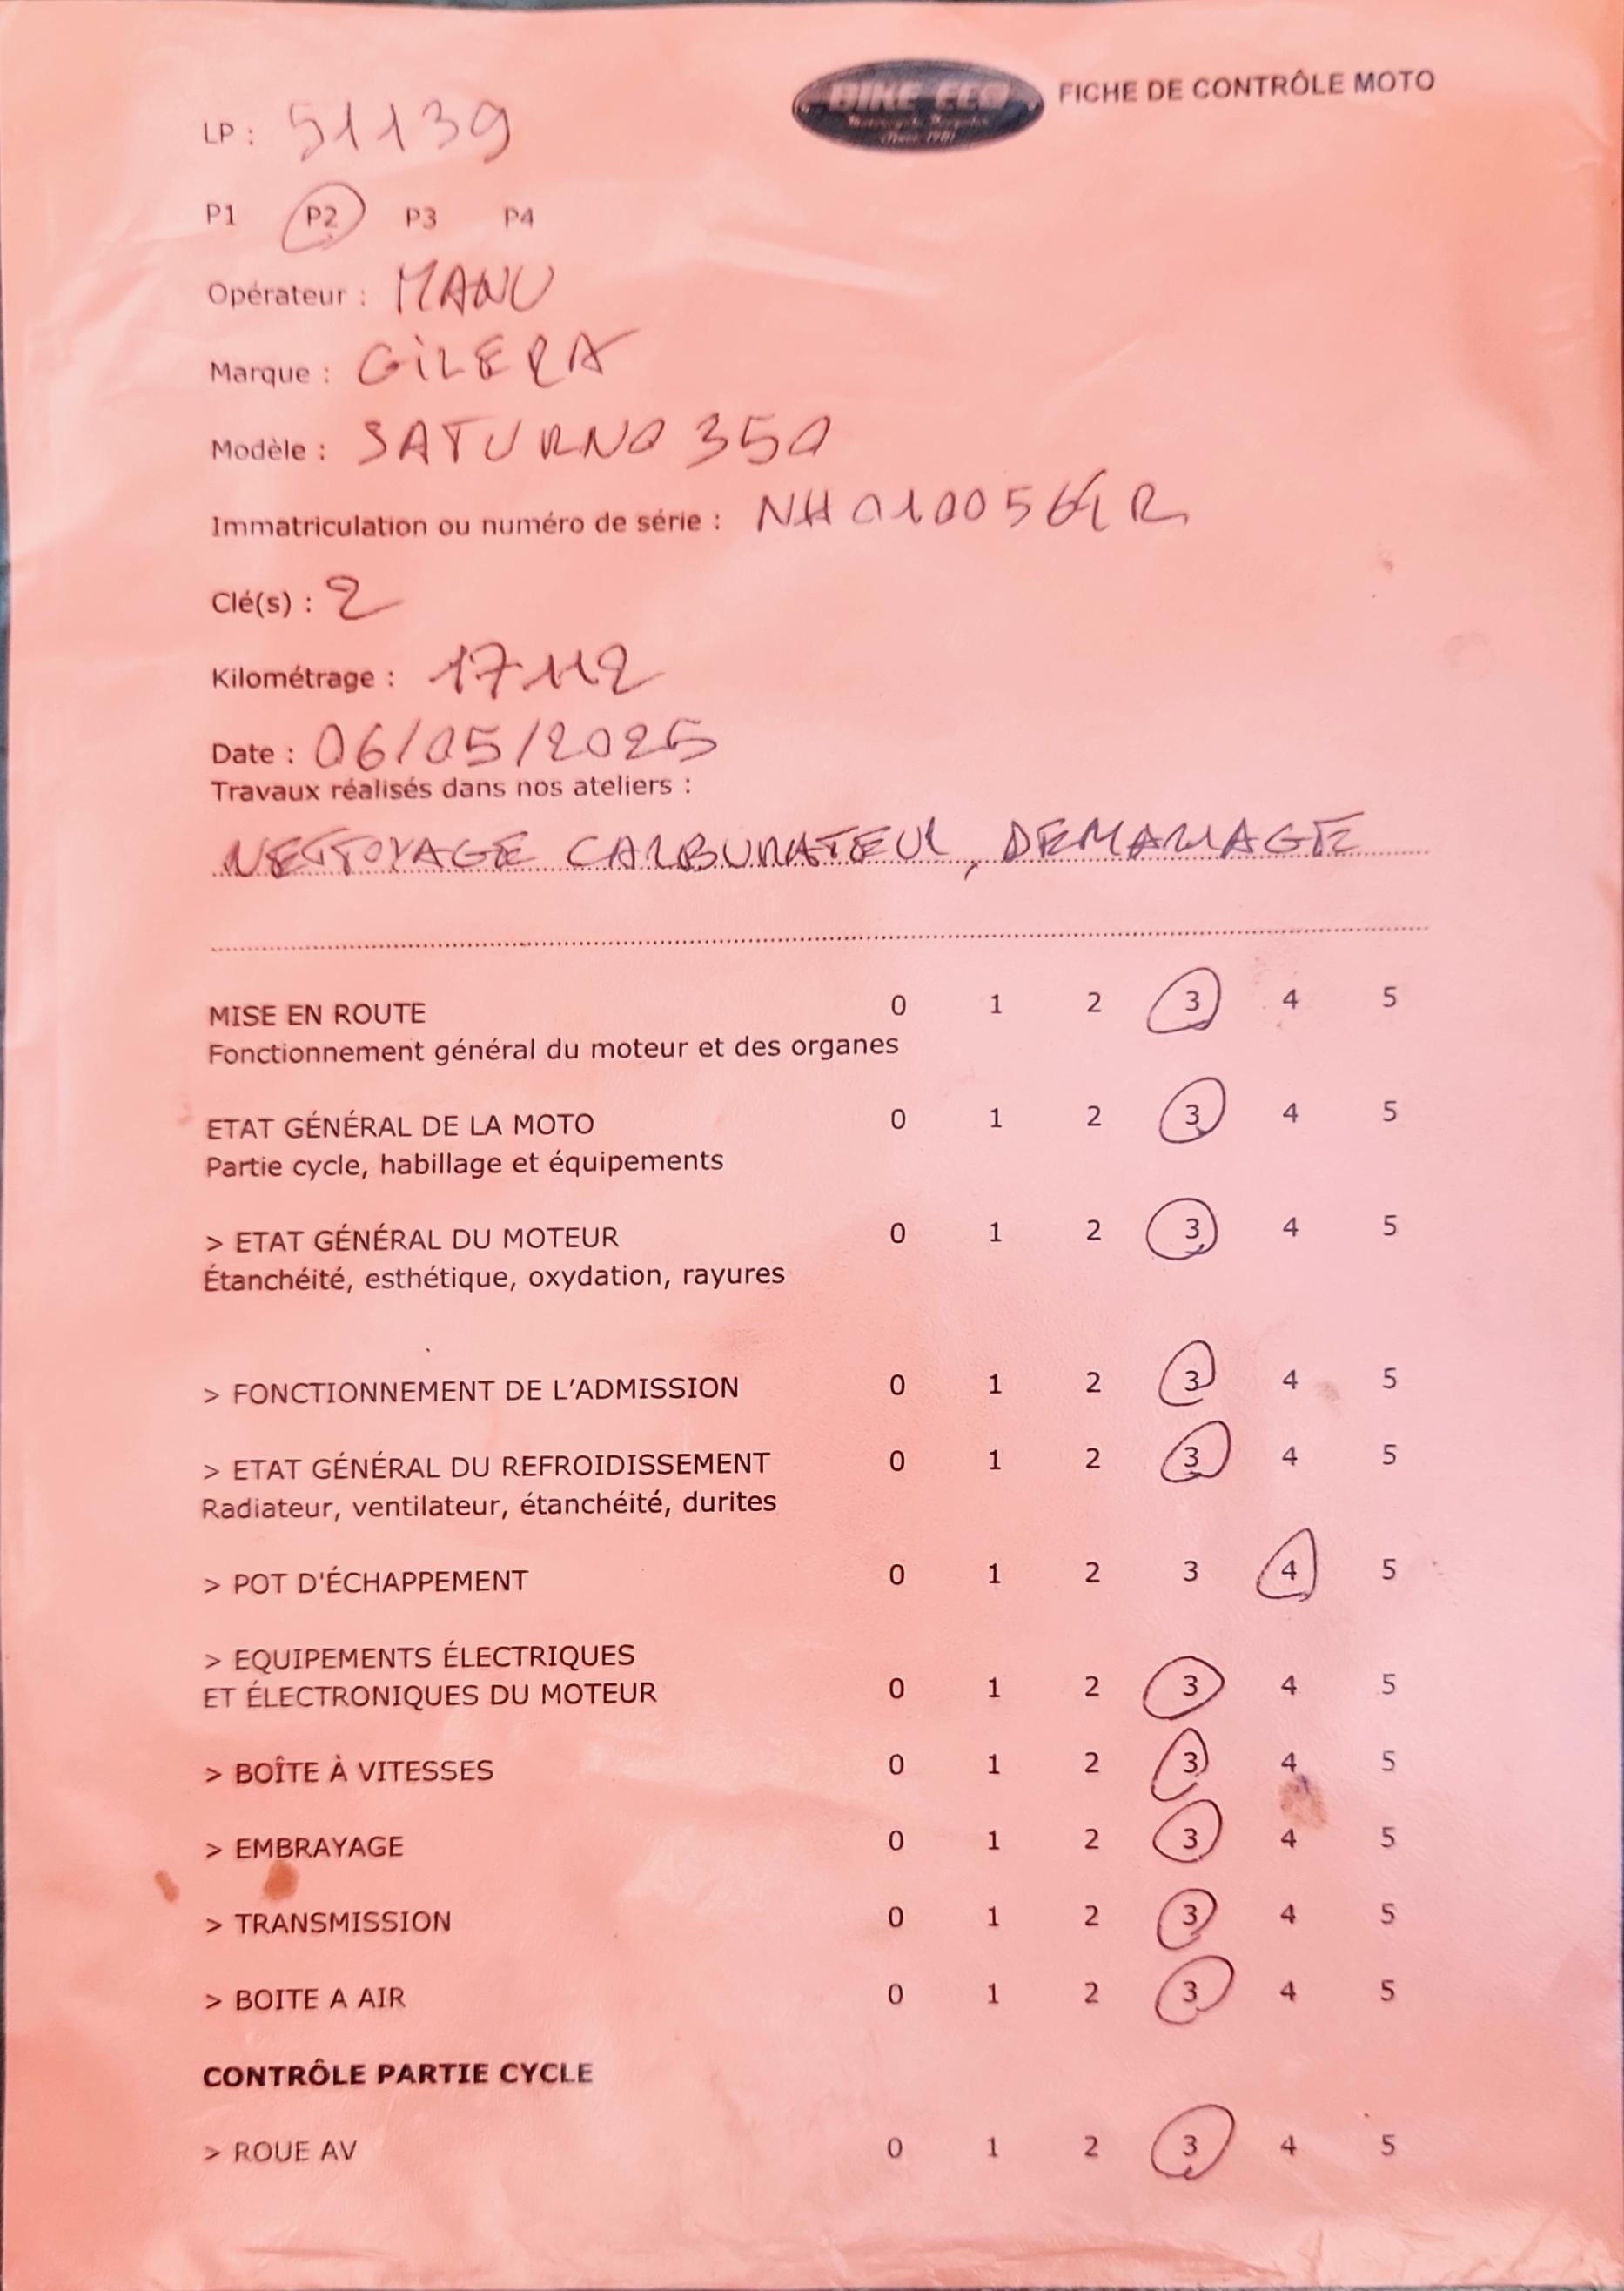 BIKE
FICHE DE CONTRÔLE MOTO
LP : 51139
P1 P2 P3 P4
Opérateur : MANU
Marque : GILERA
Modèle : SATURNO 350
Immatriculation ou numéro de série :
Clé(s) : 2
Kilométrage : 17112
Date : 06/05/2025
Travaux réalisés dans nos ateliers :
NETTOYAGE CARBURATEUR, DEMARRAGE
MISE EN ROUTE 0 1 2 3 4 5
Fonctionnement général du moteur et des organes
ETAT GÉNÉRAL DE LA MOTO 0 1 2 3 4 5
Partie cycle, habillage et équipements
> ETAT GÉNÉRAL DU MOTEUR 0 1 2 3 4 5
Étanchéité, esthétique, oxydation, rayures
> FONCTIONNEMENT DE L'ADMISSION 0 1 2 3 4 5
> ETAT GÉNÉRAL DU REFROIDISSEMENT 0 1 2 3 4 5
Radiateur, ventilateur, étanchéité, durites
> POT D'ÉCHAPPEMENT 0 1 2 3 4 5
> EQUIPEMENTS ÉLECTRIQUES
ET ÉLECTRONIQUES DU MOTEUR 0 1 2 3 4 5
> BOÎTE À VITESSES 0 1 2 3 4 5
> EMBRAYAGE 0 1 2 3 4 5
> TRANSMISSION 0 1 2 3 4 5
> BOITE A AIR 0 1 2 3 4 5
CONTRÔLE PARTIE CYCLE
> ROUE AV 0 1 2 3 4 5